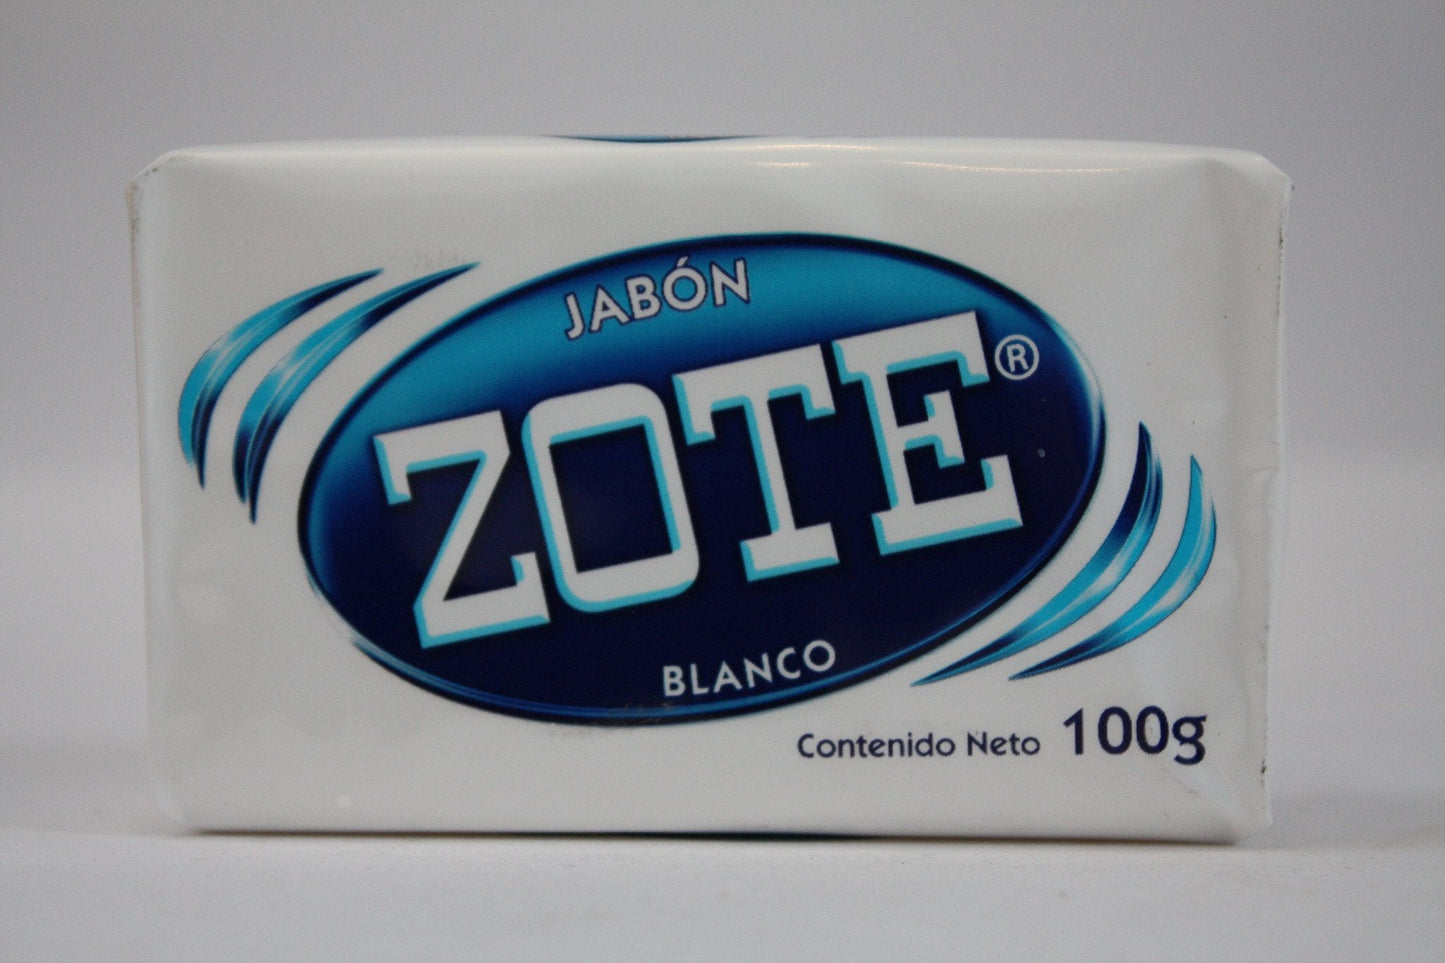 JABÓN
ZOTE®
BLANCO
Contenido Neto 100g